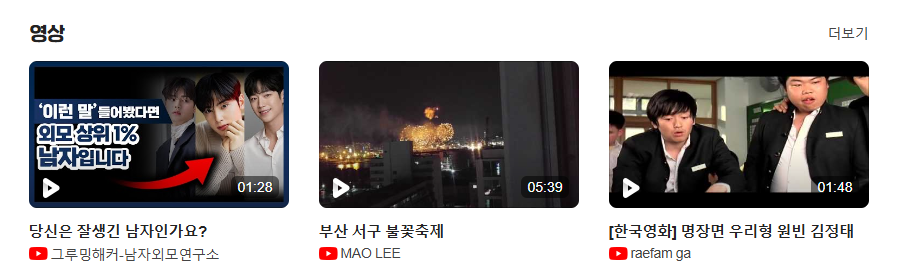 영상
더보기
'이런 말' 들어봤다면
외모 상위 1%
남자입니다
01:28
05:39
01:48
당신은 잘생긴 남자인가요?
부산 서구 불꽃축제
[한국영화] 명장면 우리형 원빈 김정태
그루밍해커-남자외모연구소
MAO LEE
raefam ga